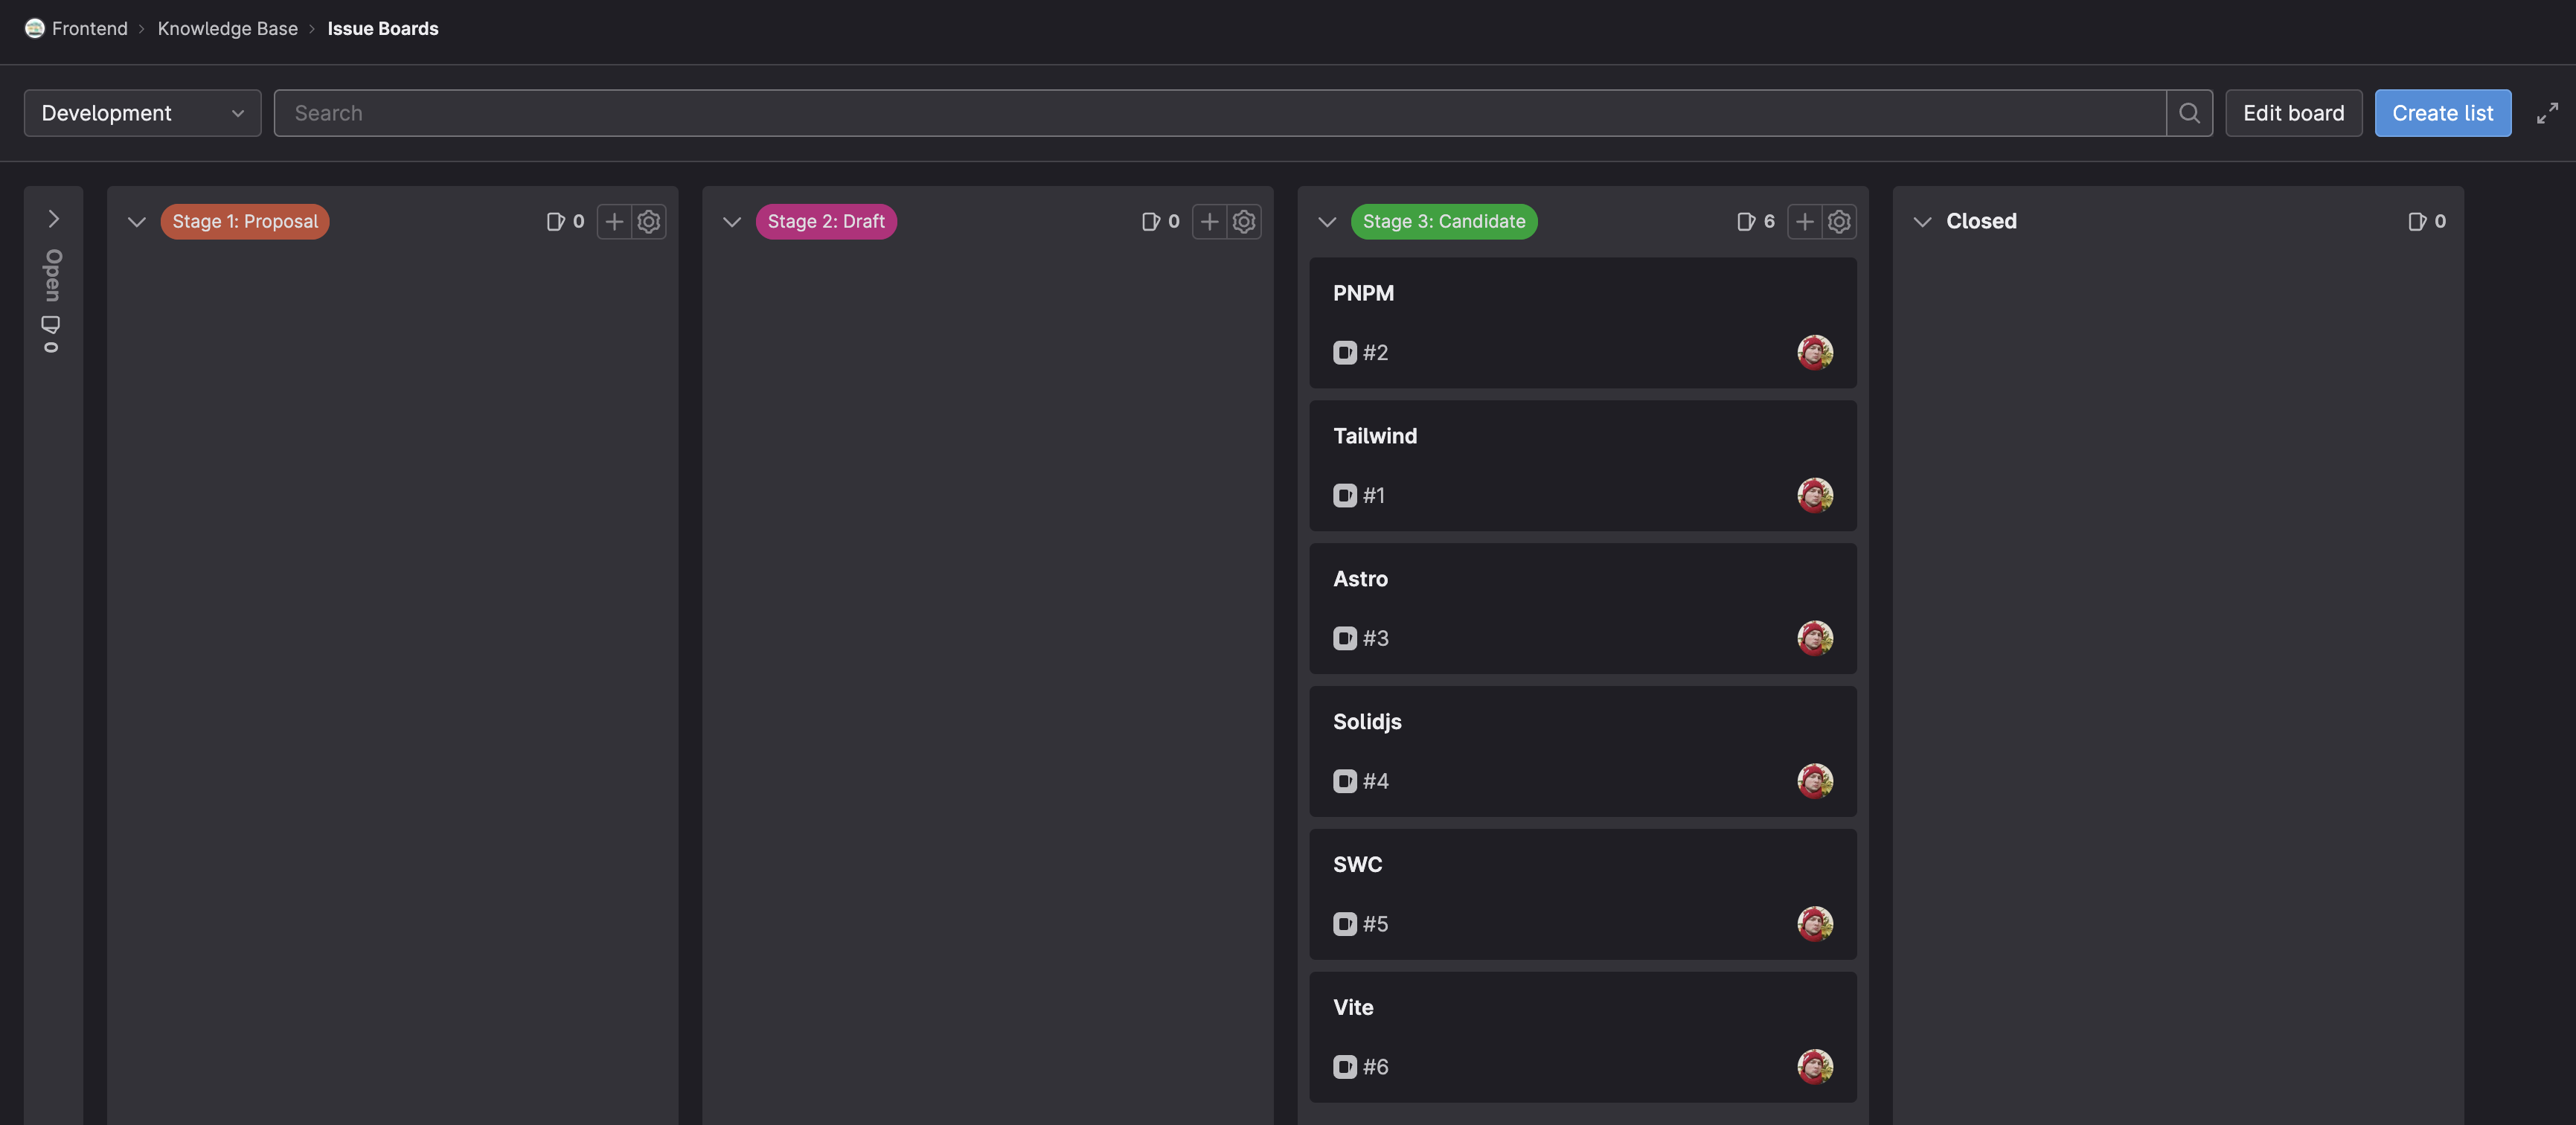 Frontend > Knowledge Base > Issue Boards
Development
Search
Edit board
Create list
Open 0
Stage 1: Proposal 0
Stage 2: Draft 0
Stage 3: Candidate 6
PNPM
#2
Tailwind
#1
Astro
#3
Solidjs
#4
SWC
#5
Vite
#6
Closed 0